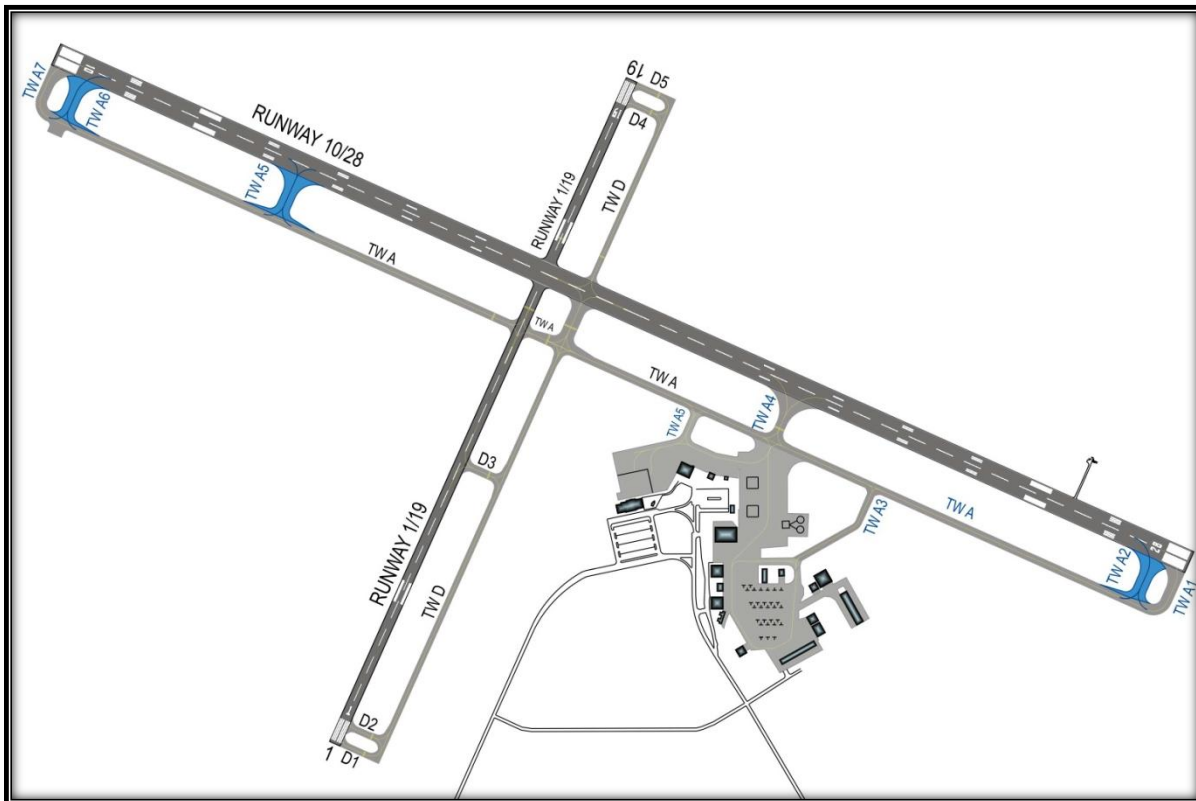 TW A7
TW A6
RUNWAY 10/28
TW A5
19
D5
D4
RUNWAY 1/19
TW D
TW A
TW A
TW A
TW A5
TW A4
D3
TW A3
TW A
28
TW A2
TW A1
RUNWAY 1/19
TW D
1
D2
1
D1